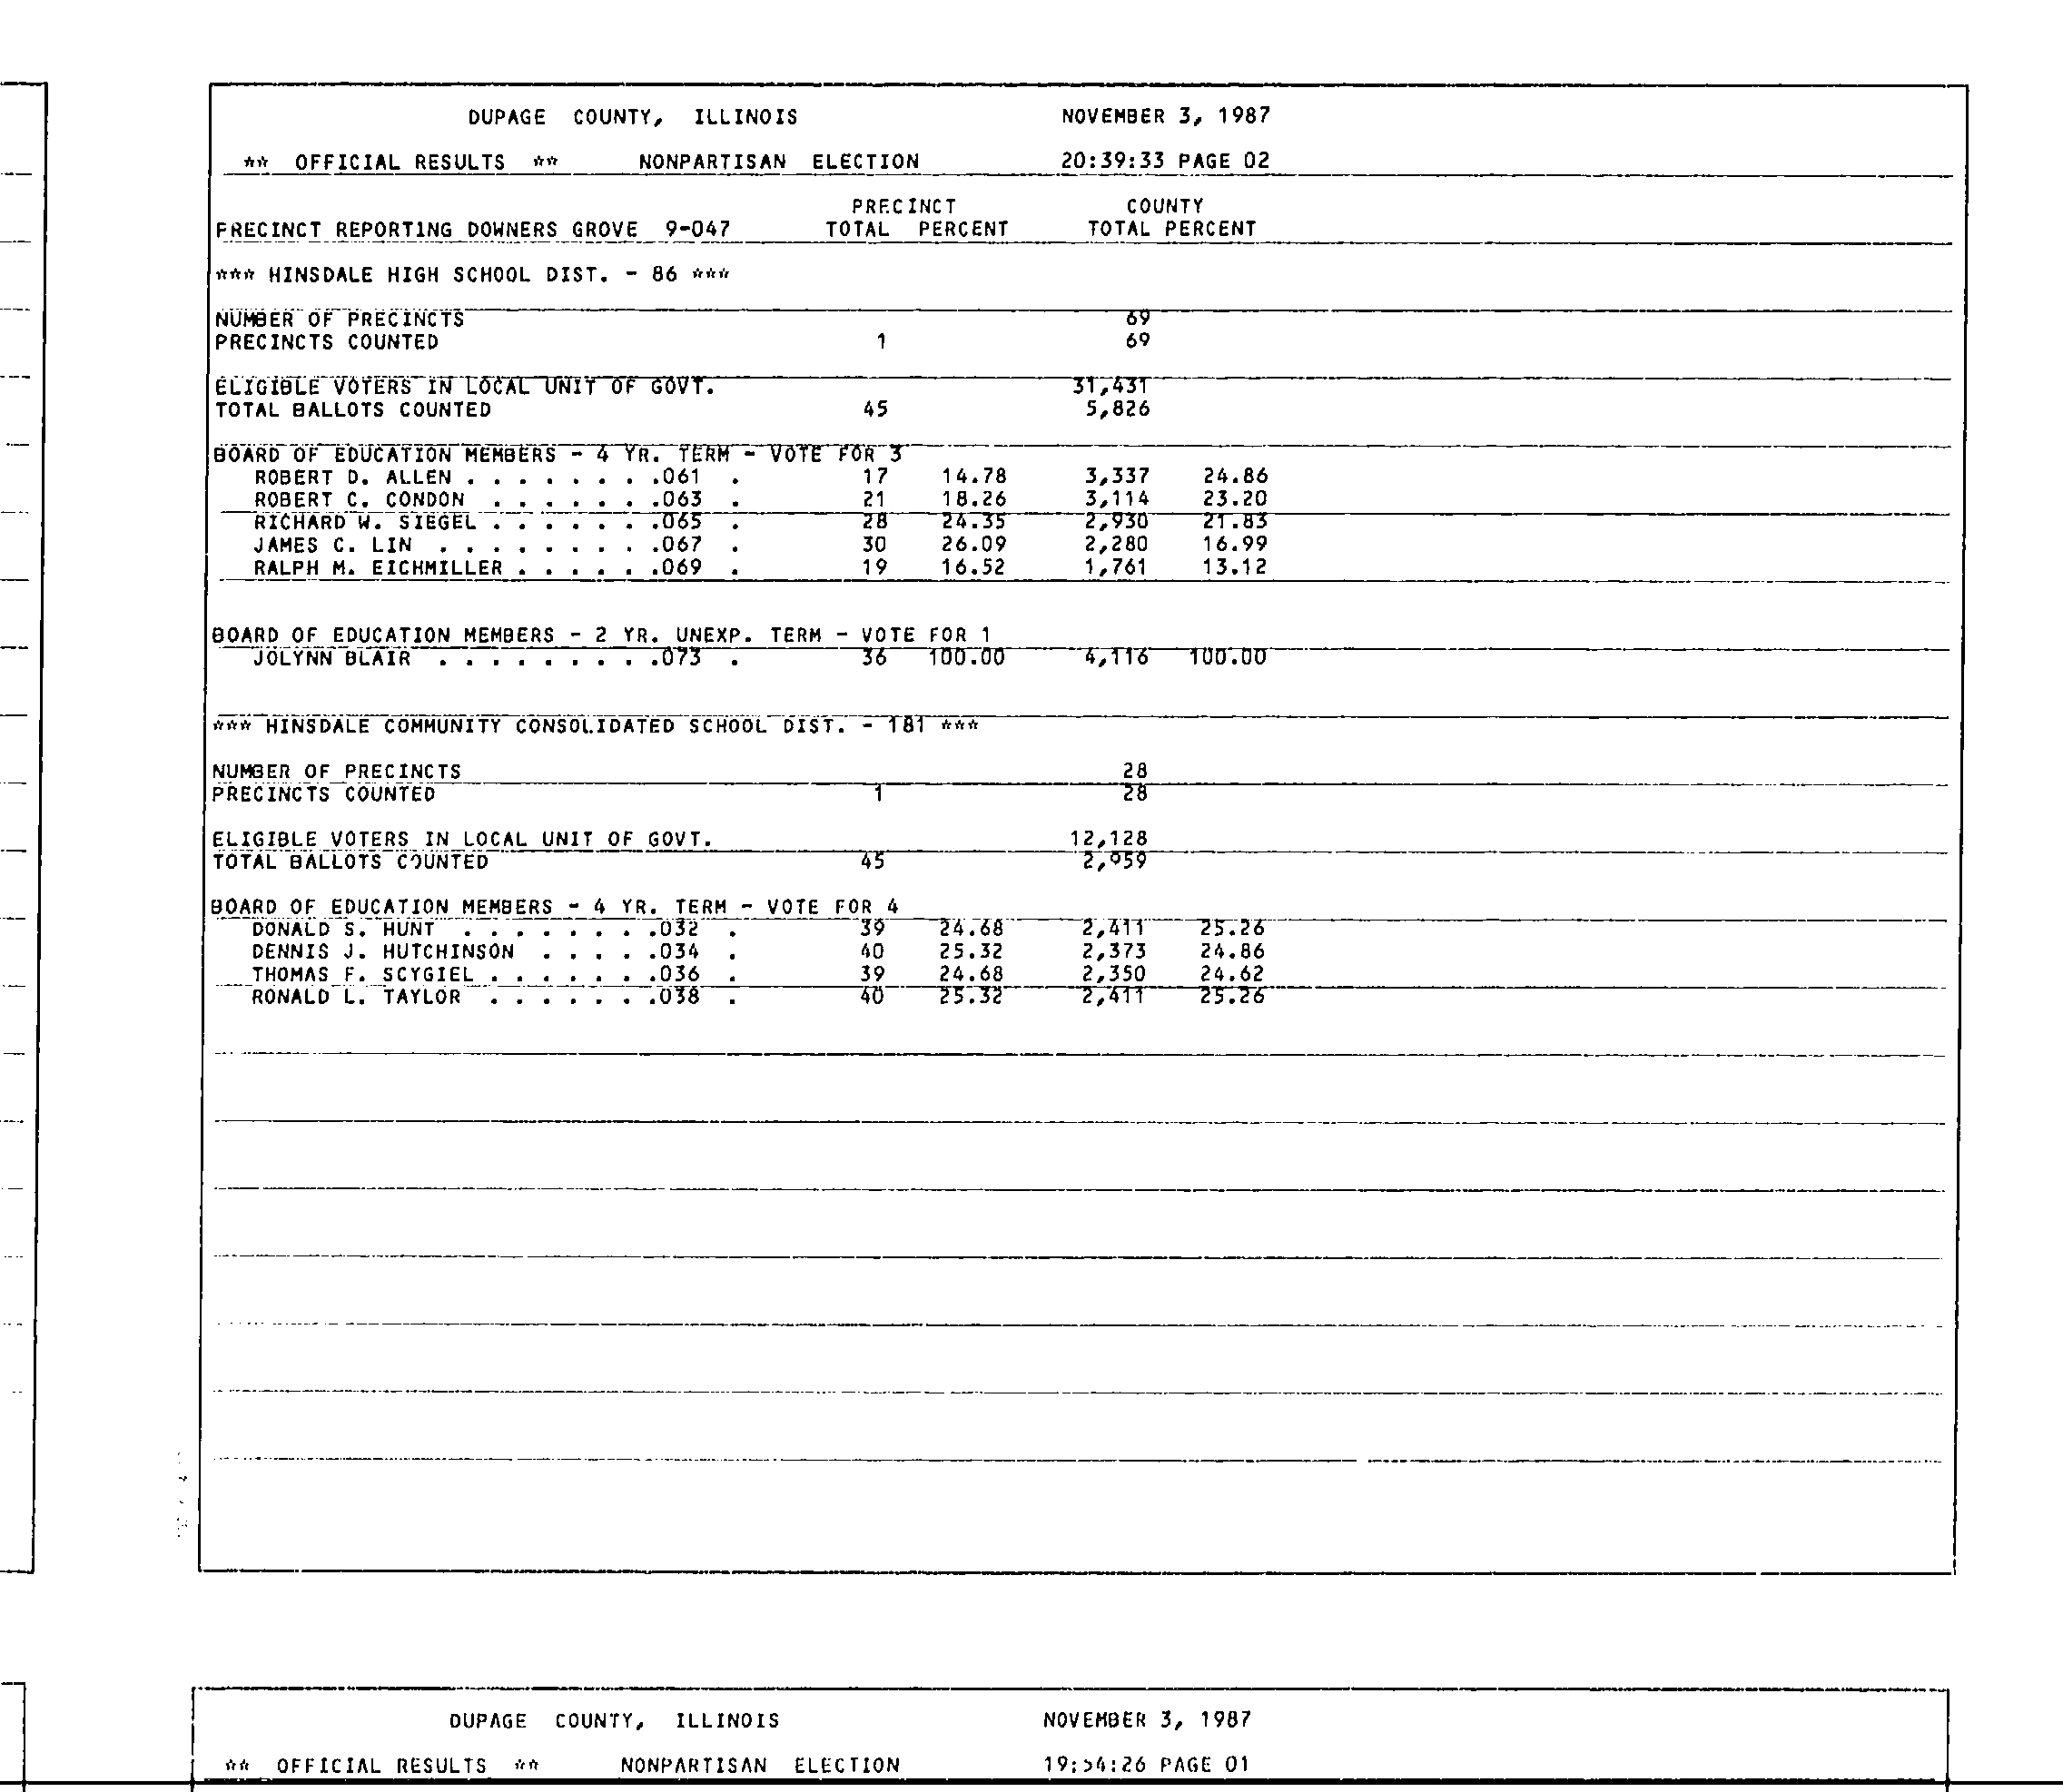 DUPAGE COUNTY, ILLINOIS NOVEMBER 3, 1987
** OFFICIAL RESULTS ** NONPARTISAN ELECTION 20:39:33 PAGE 02
PRECINCT COUNTY
PRECINCT REPORTING DOWNERS GROVE 9-047 TOTAL PERCENT TOTAL PERCENT
*** HINSDALE HIGH SCHOOL DIST. - 86 ***
NUMBER OF PRECINCTS 69
PRECINCTS COUNTED 1 69
ELIGIBLE VOTERS IN LOCAL UNIT OF GOVT. 31,431
TOTAL BALLOTS COUNTED 45 5,826
BOARD OF EDUCATION MEMBERS - 4 YR. TERM - VOTE FOR 3
ROBERT D. ALLEN . . . . . . . .061 . 17 14.78 3,337 24.86
ROBERT C. CONDON . . . . . . .063 . 21 18.26 3,114 23.20
RICHARD W. SIEGEL . . . . . . .065 . 28 24.35 2,930 21.83
JAMES C. LIN . . . . . . . . .067 . 30 26.09 2,280 16.99
RALPH M. EICHMILLER . . . . . .069 . 19 16.52 1,761 13.12
BOARD OF EDUCATION MEMBERS - 2 YR. UNEXP. TERM - VOTE FOR 1
JOLYNN BLAIR . . . . . . . . .073 . 36 100.00 4,116 100.00
*** HINSDALE COMMUNITY CONSOLIDATED SCHOOL DIST. - 181 ***
NUMBER OF PRECINCTS 28
PRECINCTS COUNTED 1 28
ELIGIBLE VOTERS IN LOCAL UNIT OF GOVT. 12,128
TOTAL BALLOTS COUNTED 45 2,959
BOARD OF EDUCATION MEMBERS - 4 YR. TERM - VOTE FOR 4
DONALD S. HUNT . . . . . . . .032 . 39 24.68 2,411 25.26
DENNIS J. HUTCHINSON . . . . .034 . 40 25.32 2,373 24.86
THOMAS F. SCYGIEL . . . . . . .036 . 39 24.68 2,350 24.62
RONALD L. TAYLOR . . . . . . .038 . 40 25.32 2,411 25.26
DUPAGE COUNTY, ILLINOIS NOVEMBER 3, 1987
** OFFICIAL RESULTS ** NONPARTISAN ELECTION 19:54:26 PAGE 01